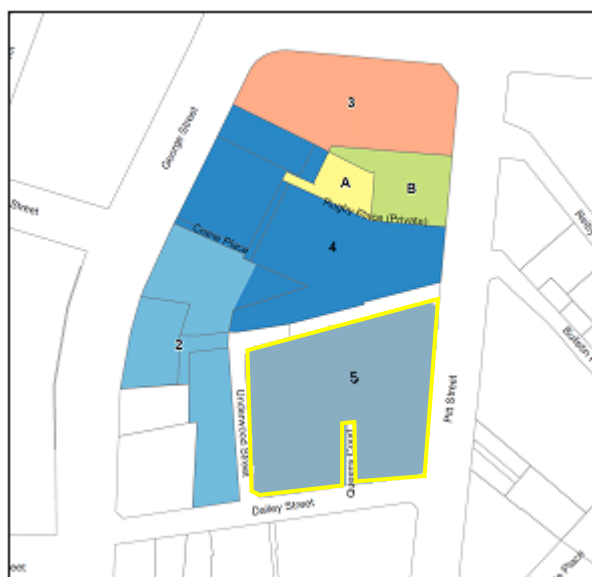 3
George Street
A
B
Street
Rugby Place (Private)
Crane Place
4
2
5
Underwood Street
Pitt Street
Queens Court
Dalley Street
Place